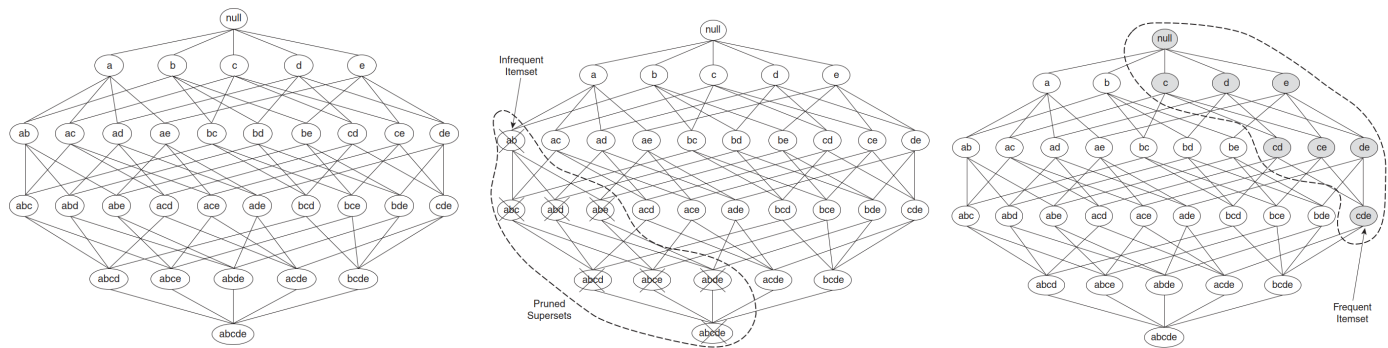 null
a b c d e
ab ac ad ae bc bd be cd ce de
abc abd abe acd ace ade bcd bce bde cde
abcd abce abde acde bcde
abcde
null
Infrequent
Itemset
a b c d e
ab ac ad ae bc bd be cd ce de
abc abd abe acd ace ade bcd bce bde cde
abcd abce abde acde bcde
Pruned
Supersets
abcde
null
a b c d e
ab ac ad ae bc bd be cd ce de
abc abd abe acd ace ade bcd bce bde cde
abcd abce abde acde bcde
Frequent
Itemset
abcde